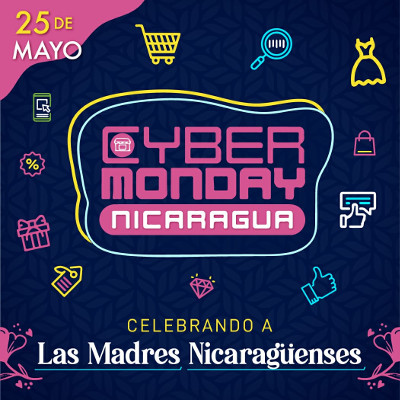 25 DE
MAYO
CYBER
MONDAY
NICARAGUA
CELEBRANDO A
Las Madres Nicaragüenses